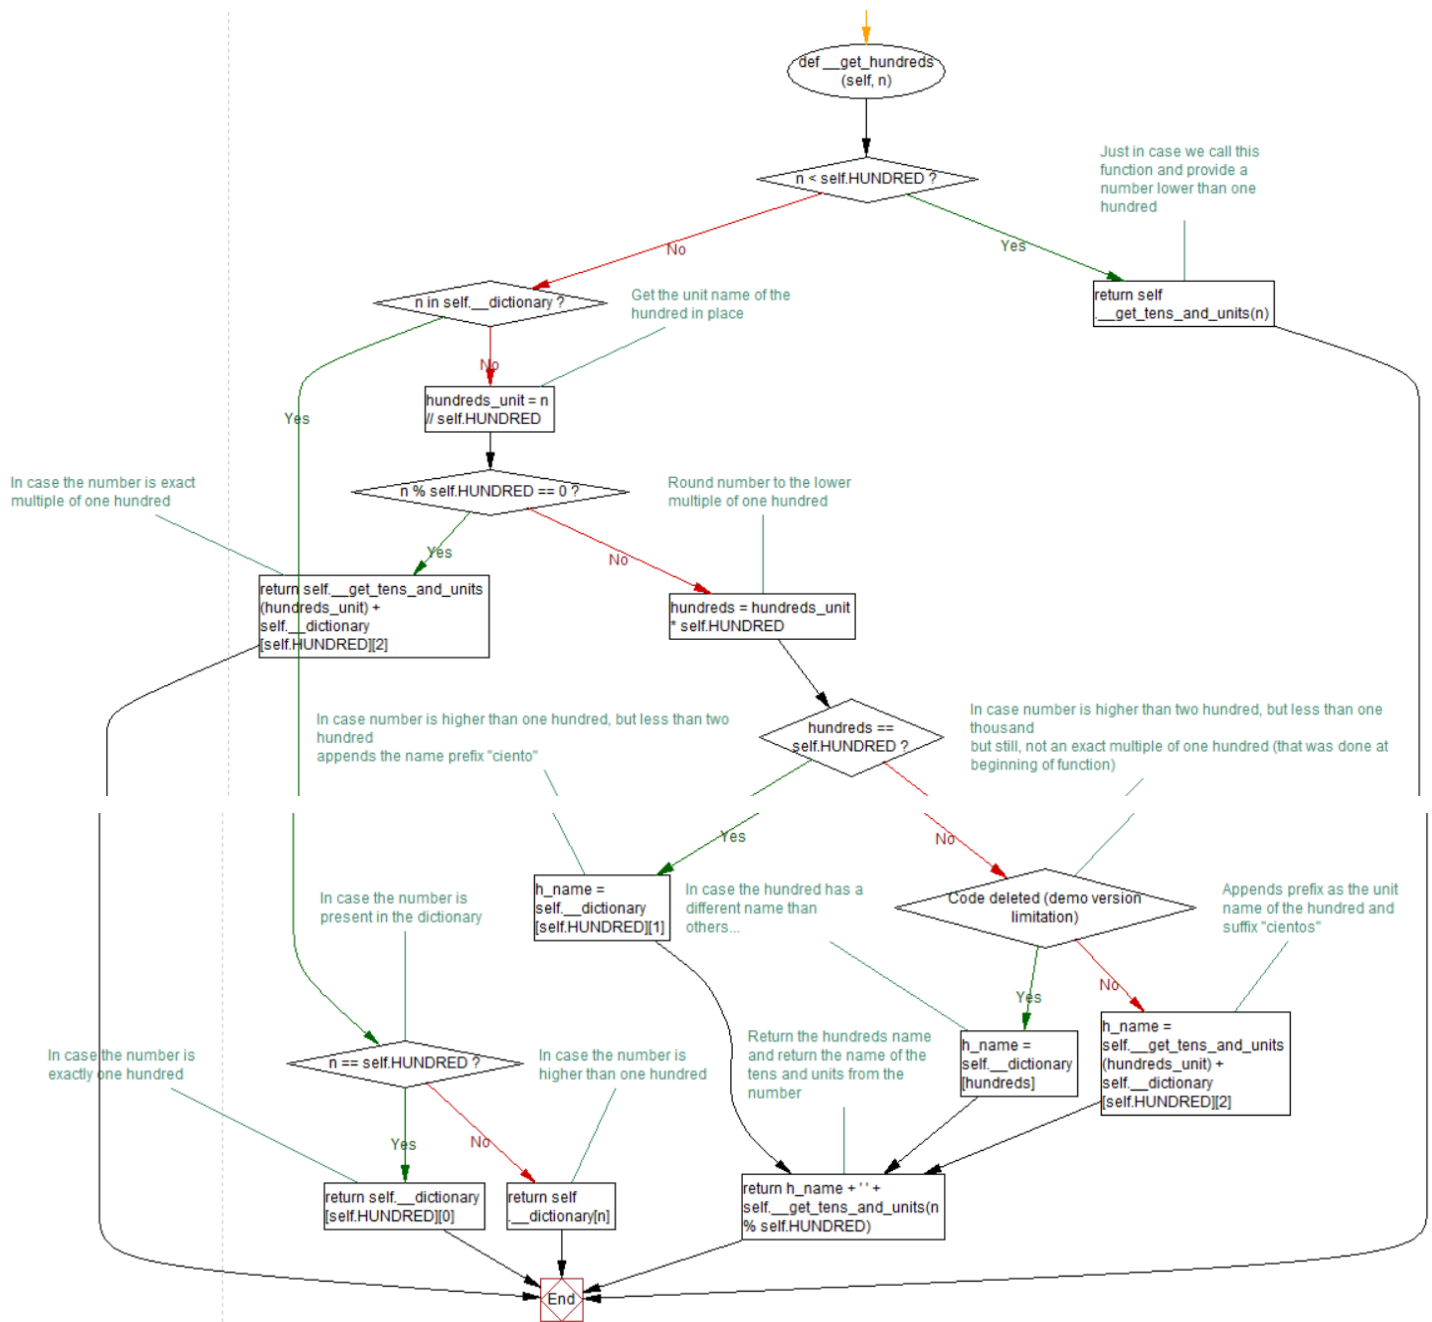 def __get_hundreds
(self, n)
n < self.HUNDRED ?
Just in case we call this
function and provide a
number lower than one
hundred
No
Yes
n in self.__dictionary ?
Get the unit name of the
hundred in place
return self
.__get_tens_and_units(n)
No
Yes
hundreds_unit = n
// self.HUNDRED
In case the number is exact
multiple of one hundred
n % self.HUNDRED == 0 ?
Round number to the lower
multiple of one hundred
Yes
No
return self.__get_tens_and_units
(hundreds_unit) +
self.__dictionary
[self.HUNDRED][2]
hundreds = hundreds_unit
* self.HUNDRED
In case number is higher than one hundred, but less than two
hundred
appends the name prefix "ciento"
hundreds ==
self.HUNDRED ?
In case number is higher than two hundred, but less than one
thousand
but still, not an exact multiple of one hundred (that was done at
beginning of function)
Yes
No
In case the number is
present in the dictionary
h_name =
self.__dictionary
[self.HUNDRED][1]
In case the hundred has a
different name than
others...
Code deleted (demo version
limitation)
Appends prefix as the unit
name of the hundred and
suffix "cientos"
Yes
No
In case the number is
exactly one hundred
n == self.HUNDRED ?
In case the number is
higher than one hundred
Return the hundreds name
and return the name of the
tens and units from the
number
h_name =
self.__dictionary
[hundreds]
h_name =
self.__get_tens_and_units
(hundreds_unit) +
self.__dictionary
[self.HUNDRED][2]
Yes
No
return self.__dictionary
[self.HUNDRED][0]
return self
.__dictionary[n]
return h_name + ' ' +
self.__get_tens_and_units(n
% self.HUNDRED)
End